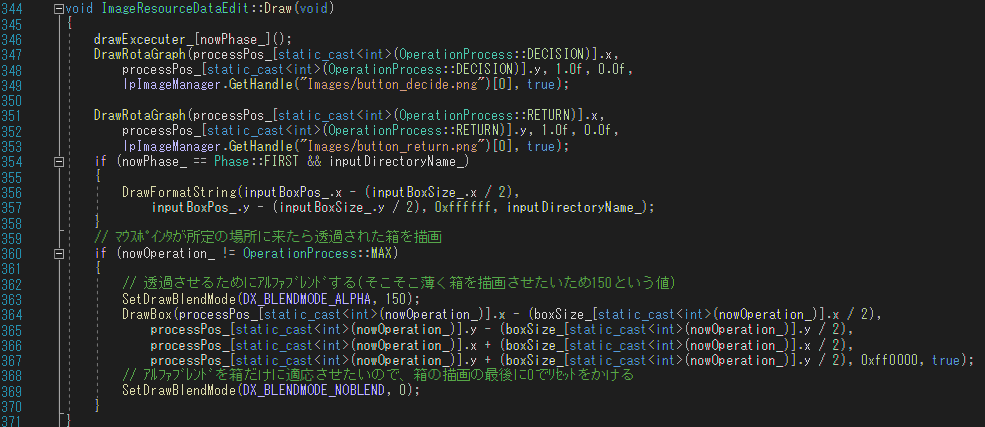 344 void ImageResourceDataEdit::Draw(void)
345 {
346 drawExcecuter_[nowPhase_]();
347 DrawRotaGraph(processPos_[static_cast<int>(OperationProcess::DECISION)].x,
348 processPos_[static_cast<int>(OperationProcess::DECISION)].y, 1.0f, 0.0f,
349 lpImageManager.GetHandle("Images/button_decide.png")[0], true);
350
351 DrawRotaGraph(processPos_[static_cast<int>(OperationProcess::RETURN)].x,
352 processPos_[static_cast<int>(OperationProcess::RETURN)].y, 1.0f, 0.0f,
353 lpImageManager.GetHandle("Images/button_return.png")[0], true);
354 if (nowPhase_ == Phase::FIRST && inputDirectoryName_)
355 {
356 DrawFormatString(inputBoxPos_.x - (inputBoxSize_.x / 2),
357 inputBoxPos_.y - (inputBoxSize_.y / 2), 0xffffff, inputDirectoryName_);
358 }
359 // ﾏｳｽﾎﾟｲﾝﾀが所定の場所に来たら透過された箱を描画
360 if (nowOperation_ != OperationProcess::MAX)
361 {
362 // 透過させるためにｱﾙﾌｧﾌﾞﾚﾝﾄﾞする(そこそこ薄く箱を描画させたいため150という値)
363 SetDrawBlendMode(DX_BLENDMODE_ALPHA, 150);
364 DrawBox(processPos_[static_cast<int>(nowOperation_)].x - (boxSize_[static_cast<int>(nowOperation_)].x / 2),
365 processPos_[static_cast<int>(nowOperation_)].y - (boxSize_[static_cast<int>(nowOperation_)].y / 2),
366 processPos_[static_cast<int>(nowOperation_)].x + (boxSize_[static_cast<int>(nowOperation_)].x / 2),
367 processPos_[static_cast<int>(nowOperation_)].y + (boxSize_[static_cast<int>(nowOperation_)].y / 2), 0xff0000, true);
368 // ｱﾙﾌｧﾌﾞﾚﾝﾄﾞを箱だけに適応させたいので、箱の描画の最後に0でﾘｾｯﾄをかける
369 SetDrawBlendMode(DX_BLENDMODE_NOBLEND, 0);
370 }
371 }